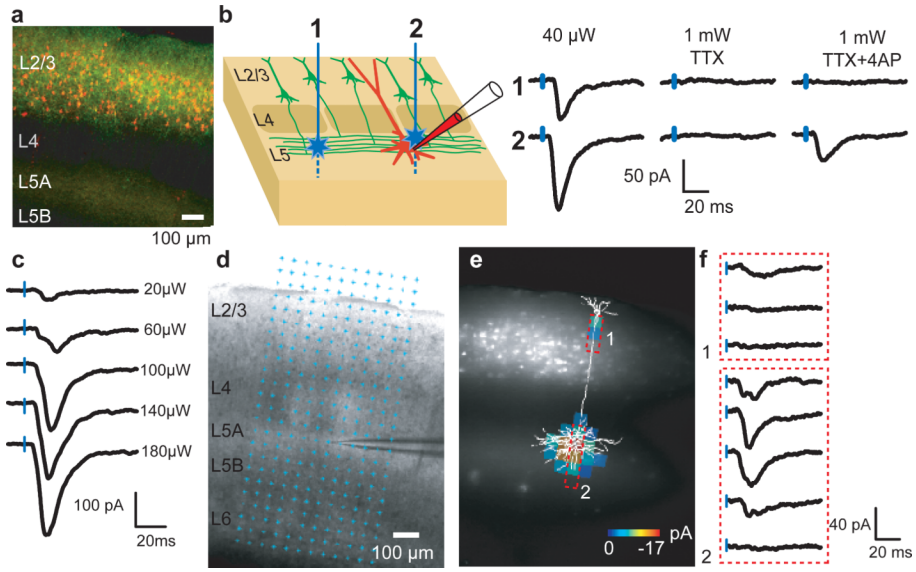 a
L2/3
L4
L5A
L5B
100 µm
b
1
2
L2/3
L4
L5
40 µW
1 mW
TTX
1 mW
TTX+4AP
1
2
50 pA
20 ms
c
20µW
60µW
100µW
140µW
180µW
100 pA
20ms
d
L2/3
L4
L5A
L5B
L6
100 µm
e
1
2
pA
0
-17
f
1
2
40 pA
20 ms